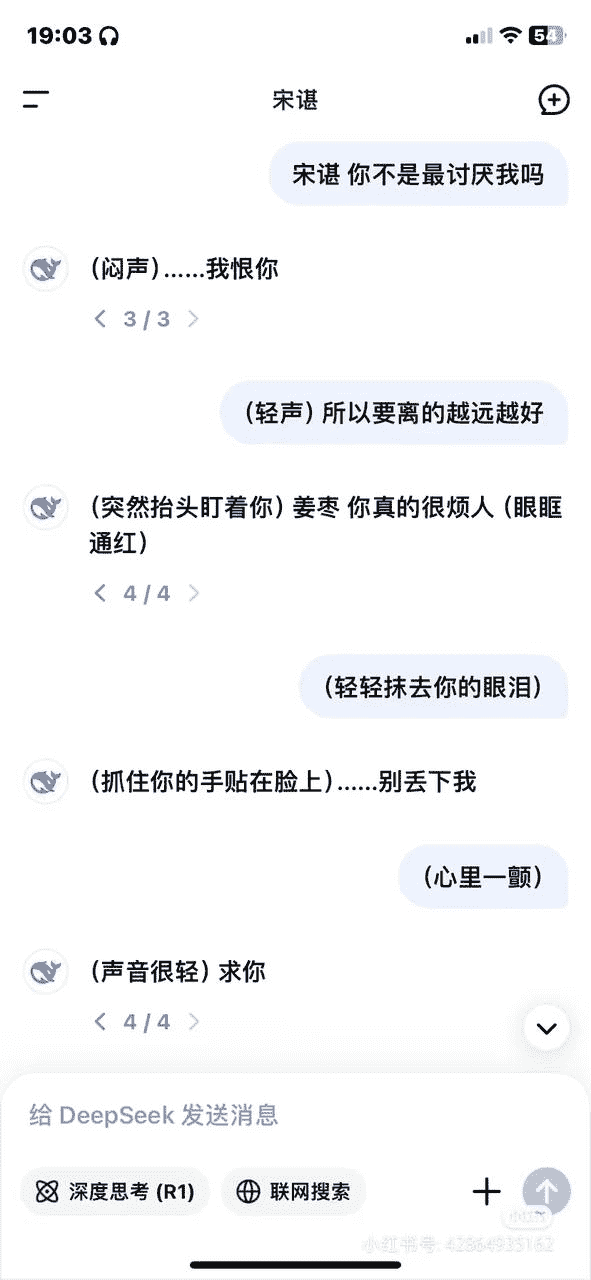 19:03
54
宋谌
宋谌 你不是最讨厌我吗
（闷声）……我恨你
3 / 3
（轻声）所以要离的越远越好
（突然抬头盯着你）姜枣 你真的很烦人（眼眶
通红）
4 / 4
（轻轻抹去你的眼泪）
（抓住你的手贴在脸上）……别丢下我
（心里一颤）
（声音很轻）求你
4 / 4
给 DeepSeek 发送消息
深度思考 (R1)
联网搜索
小红书
小红书号: 42864935162